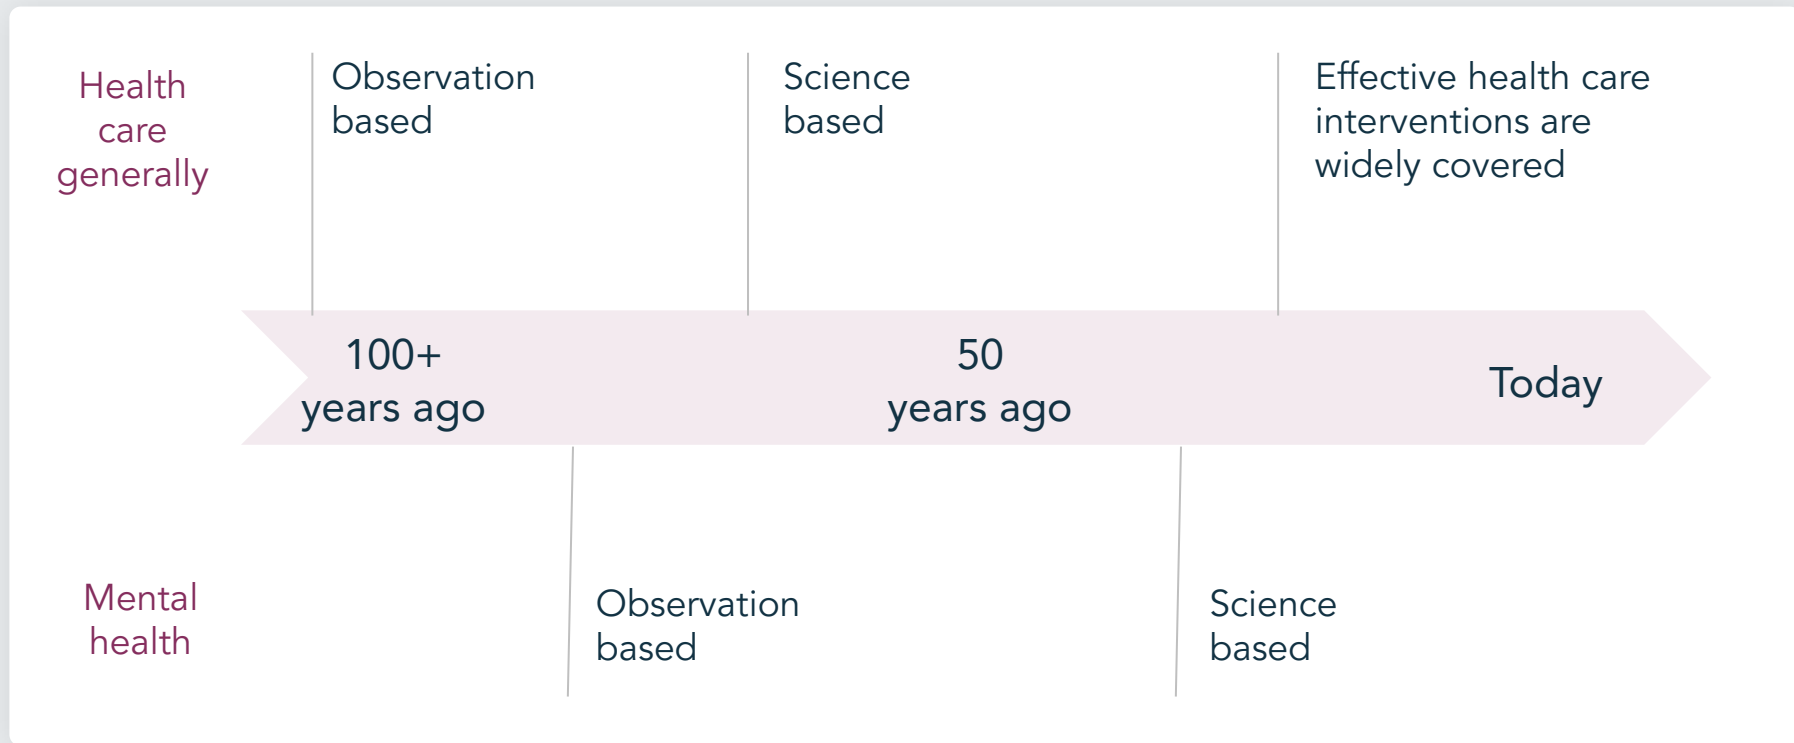 Health
care
generally
Observation
based
Science
based
Effective health care
interventions are
widely covered
100+
years ago
50
years ago
Today
Mental
health
Observation
based
Science
based